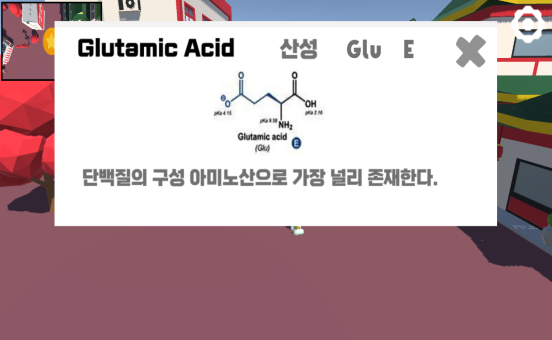 Glutamic Acid 산성 Glu E
O O
⊖O OH
pKa 4.15 pKa 9.58 pKa 2.16
NH₂
Glutamic acid
(Glu) E
단백질의 구성 아미노산으로 가장 널리 존재한다.